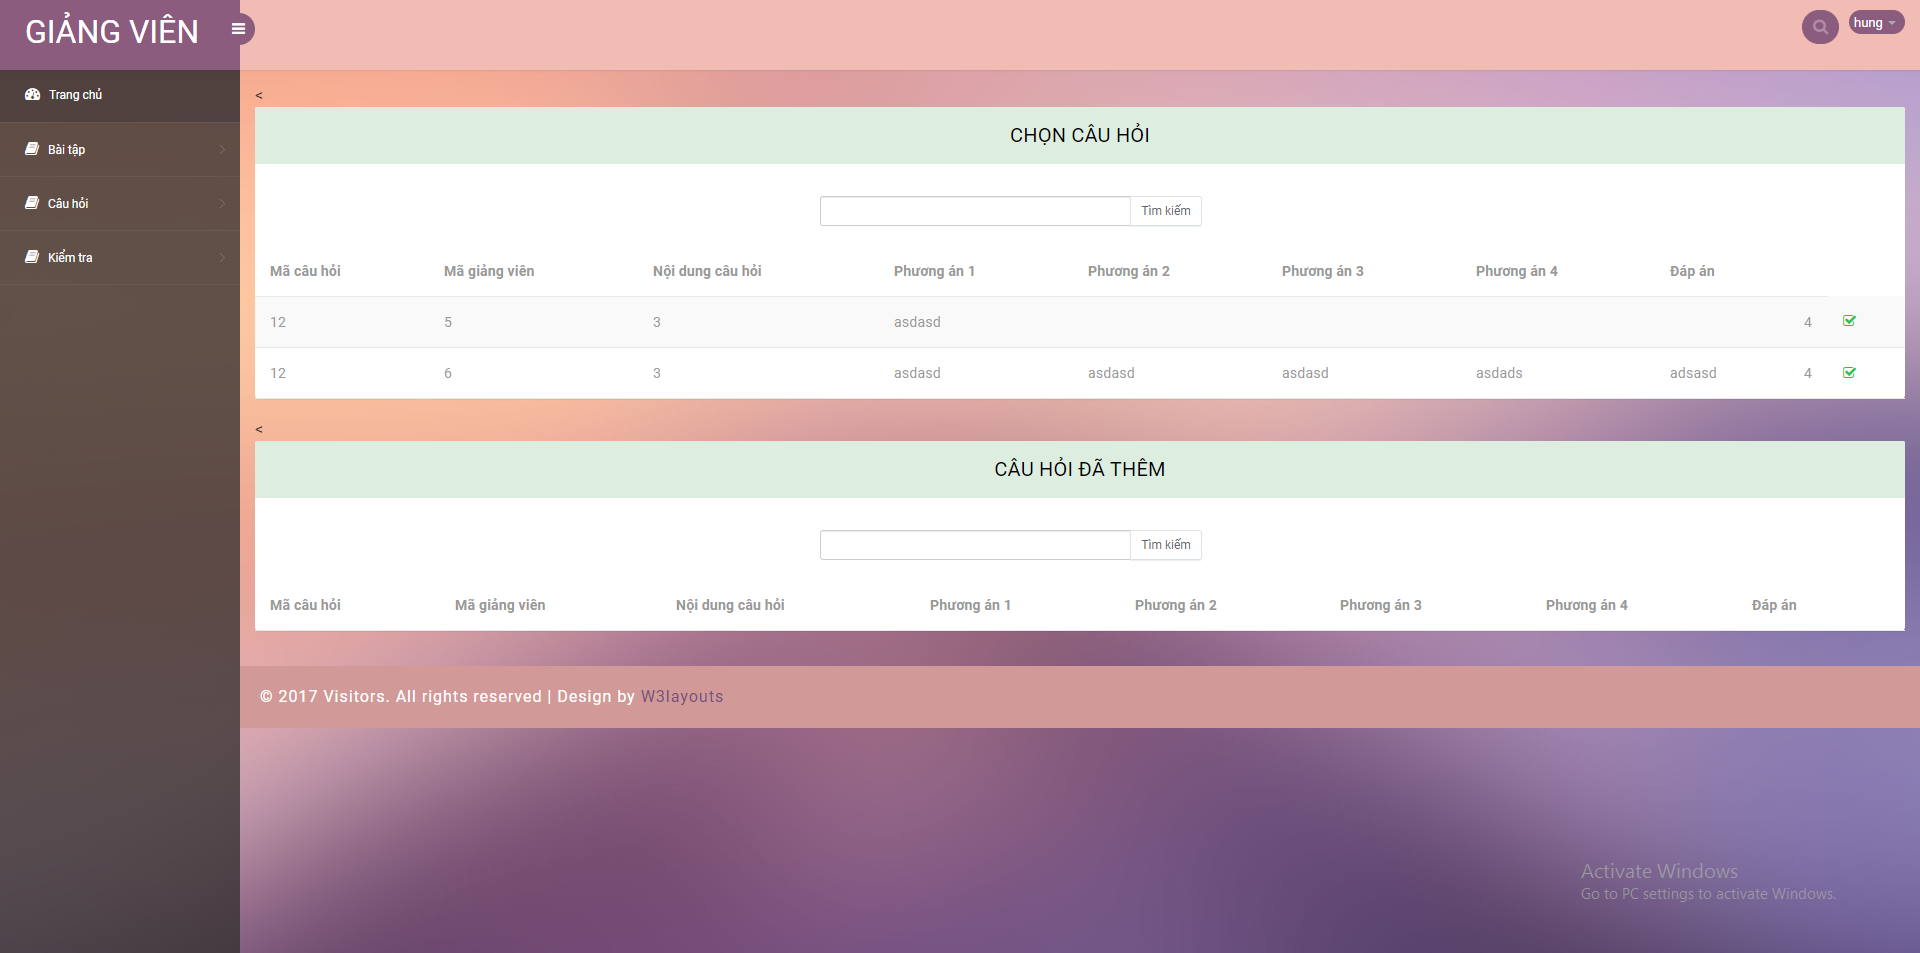 GIẢNG VIÊN
hung
Trang chủ
Bài tập
Câu hỏi
Kiểm tra
<
CHỌN CÂU HỎI
Tìm kiếm
Mã câu hỏi Mã giảng viên Nội dung câu hỏi Phương án 1 Phương án 2 Phương án 3 Phương án 4 Đáp án
12 5 3 asdasd 4
12 6 3 asdasd asdasd asdasd asdads adsasd 4
<
CÂU HỎI ĐÃ THÊM
Tìm kiếm
Mã câu hỏi Mã giảng viên Nội dung câu hỏi Phương án 1 Phương án 2 Phương án 3 Phương án 4 Đáp án
© 2017 Visitors. All rights reserved | Design by W3layouts
Activate Windows
Go to PC settings to activate Windows.